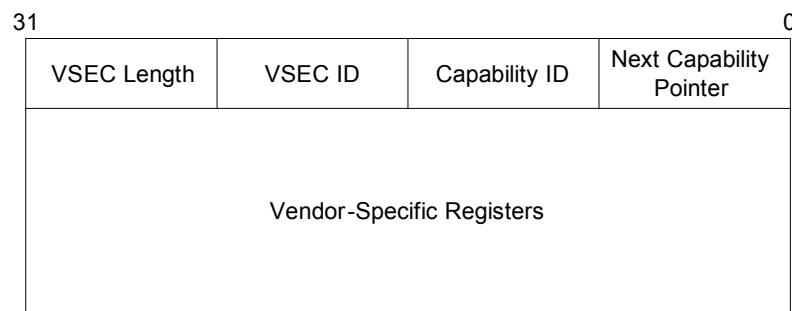 31 0
VSEC Length VSEC ID Capability ID Next Capability
Pointer
Vendor-Specific Registers